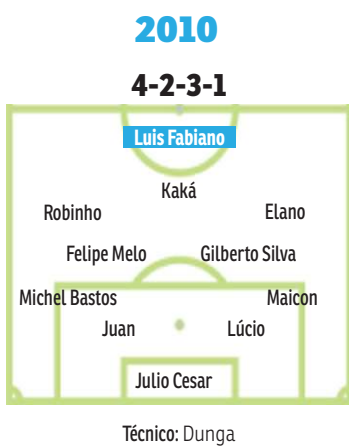 2010
4-2-3-1
Luis Fabiano
Kaká
Robinho
Elano
Felipe Melo
Gilberto Silva
Michel Bastos
Maicon
Juan
Lúcio
Julio Cesar
Técnico: Dunga